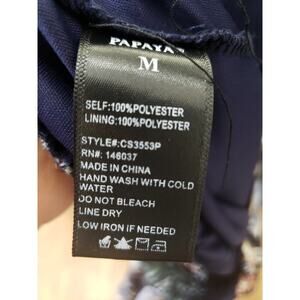 PAPAYA
M
SELF:100%POLYESTER
LINING:100%POLYESTER
STYLE#:CS3553P
RN#: 146037
MADE IN CHINA
HAND WASH WITH COLD
WATER
DO NOT BLEACH
LINE DRY
LOW IRON IF NEEDED